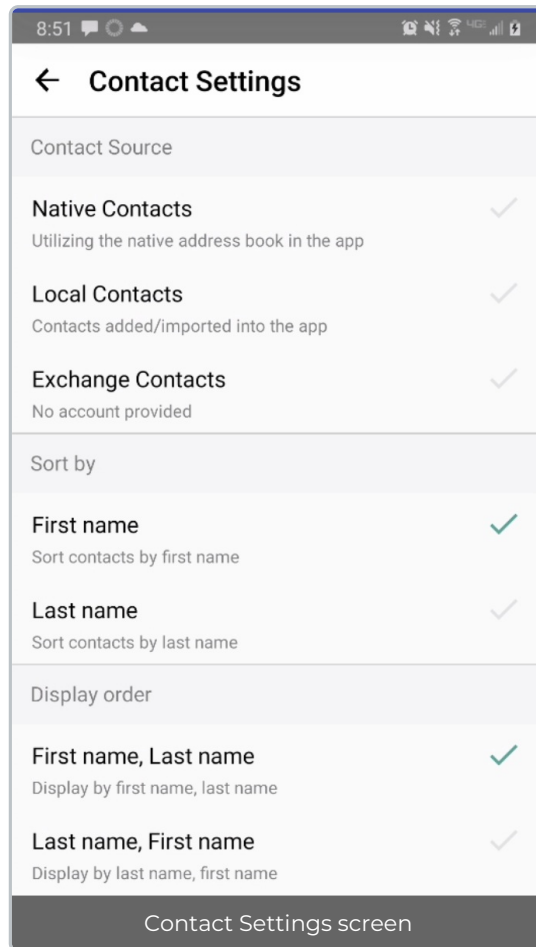 8:51
4GE
Contact Settings
Contact Source
Native Contacts
Utilizing the native address book in the app
Local Contacts
Contacts added/imported into the app
Exchange Contacts
No account provided
Sort by
First name
Sort contacts by first name
Last name
Sort contacts by last name
Display order
First name, Last name
Display by first name, last name
Last name, First name
Display by last name, first name
Contact Settings screen